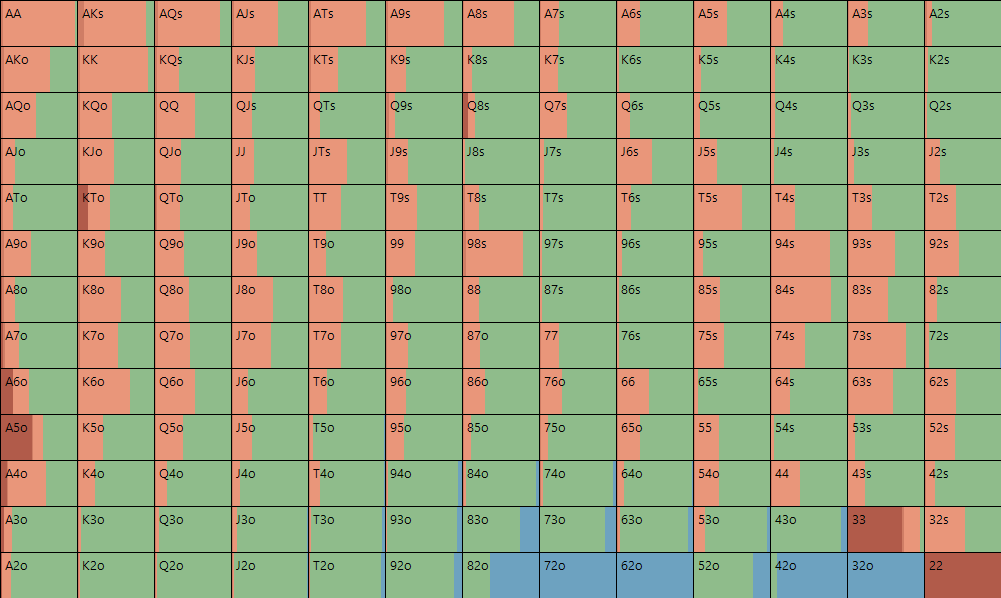 AA AKs AQs AJs ATs A9s A8s A7s A6s A5s A4s A3s A2s
AKo KK KQs KJs KTs K9s K8s K7s K6s K5s K4s K3s K2s
AQo KQo QQ QJs QTs Q9s Q8s Q7s Q6s Q5s Q4s Q3s Q2s
AJo KJo QJo JJ JTs J9s J8s J7s J6s J5s J4s J3s J2s
ATo KTo QTo JTo TT T9s T8s T7s T6s T5s T4s T3s T2s
A9o K9o Q9o J9o T9o 99 98s 97s 96s 95s 94s 93s 92s
A8o K8o Q8o J8o T8o 98o 88 87s 86s 85s 84s 83s 82s
A7o K7o Q7o J7o T7o 97o 87o 77 76s 75s 74s 73s 72s
A6o K6o Q6o J6o T6o 96o 86o 76o 66 65s 64s 63s 62s
A5o K5o Q5o J5o T5o 95o 85o 75o 65o 55 54s 53s 52s
A4o K4o Q4o J4o T4o 94o 84o 74o 64o 54o 44 43s 42s
A3o K3o Q3o J3o T3o 93o 83o 73o 63o 53o 43o 33 32s
A2o K2o Q2o J2o T2o 92o 82o 72o 62o 52o 42o 32o 22